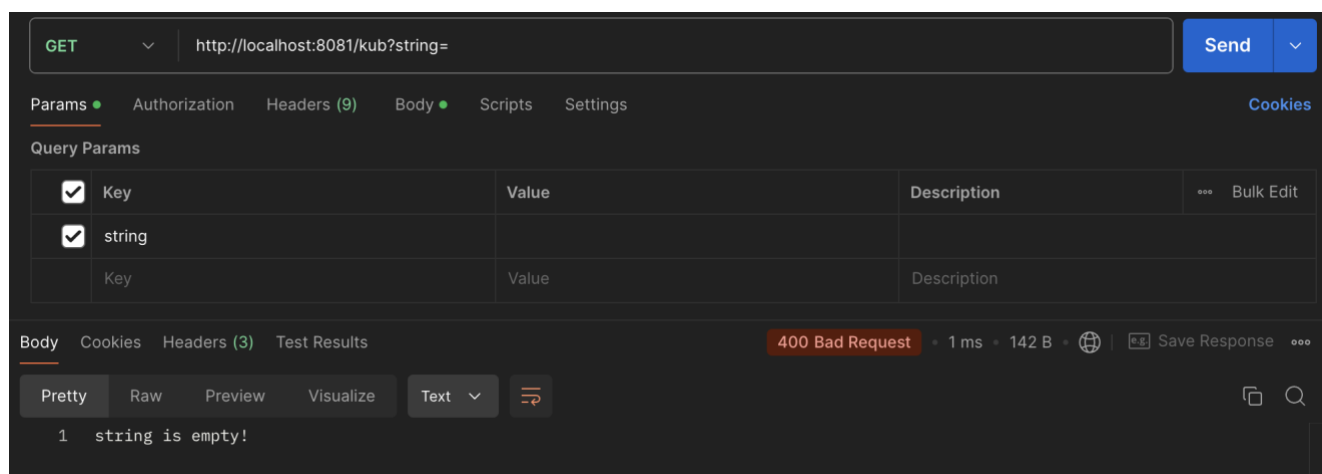 GET http://localhost:8081/kub?string= Send
Params Authorization Headers (9) Body Scripts Settings Cookies
Query Params
Key Value Description Bulk Edit
string
Key Value Description
Body Cookies Headers (3) Test Results 400 Bad Request 1 ms 142 B e.g. Save Response
Pretty Raw Preview Visualize Text
1 string is empty!